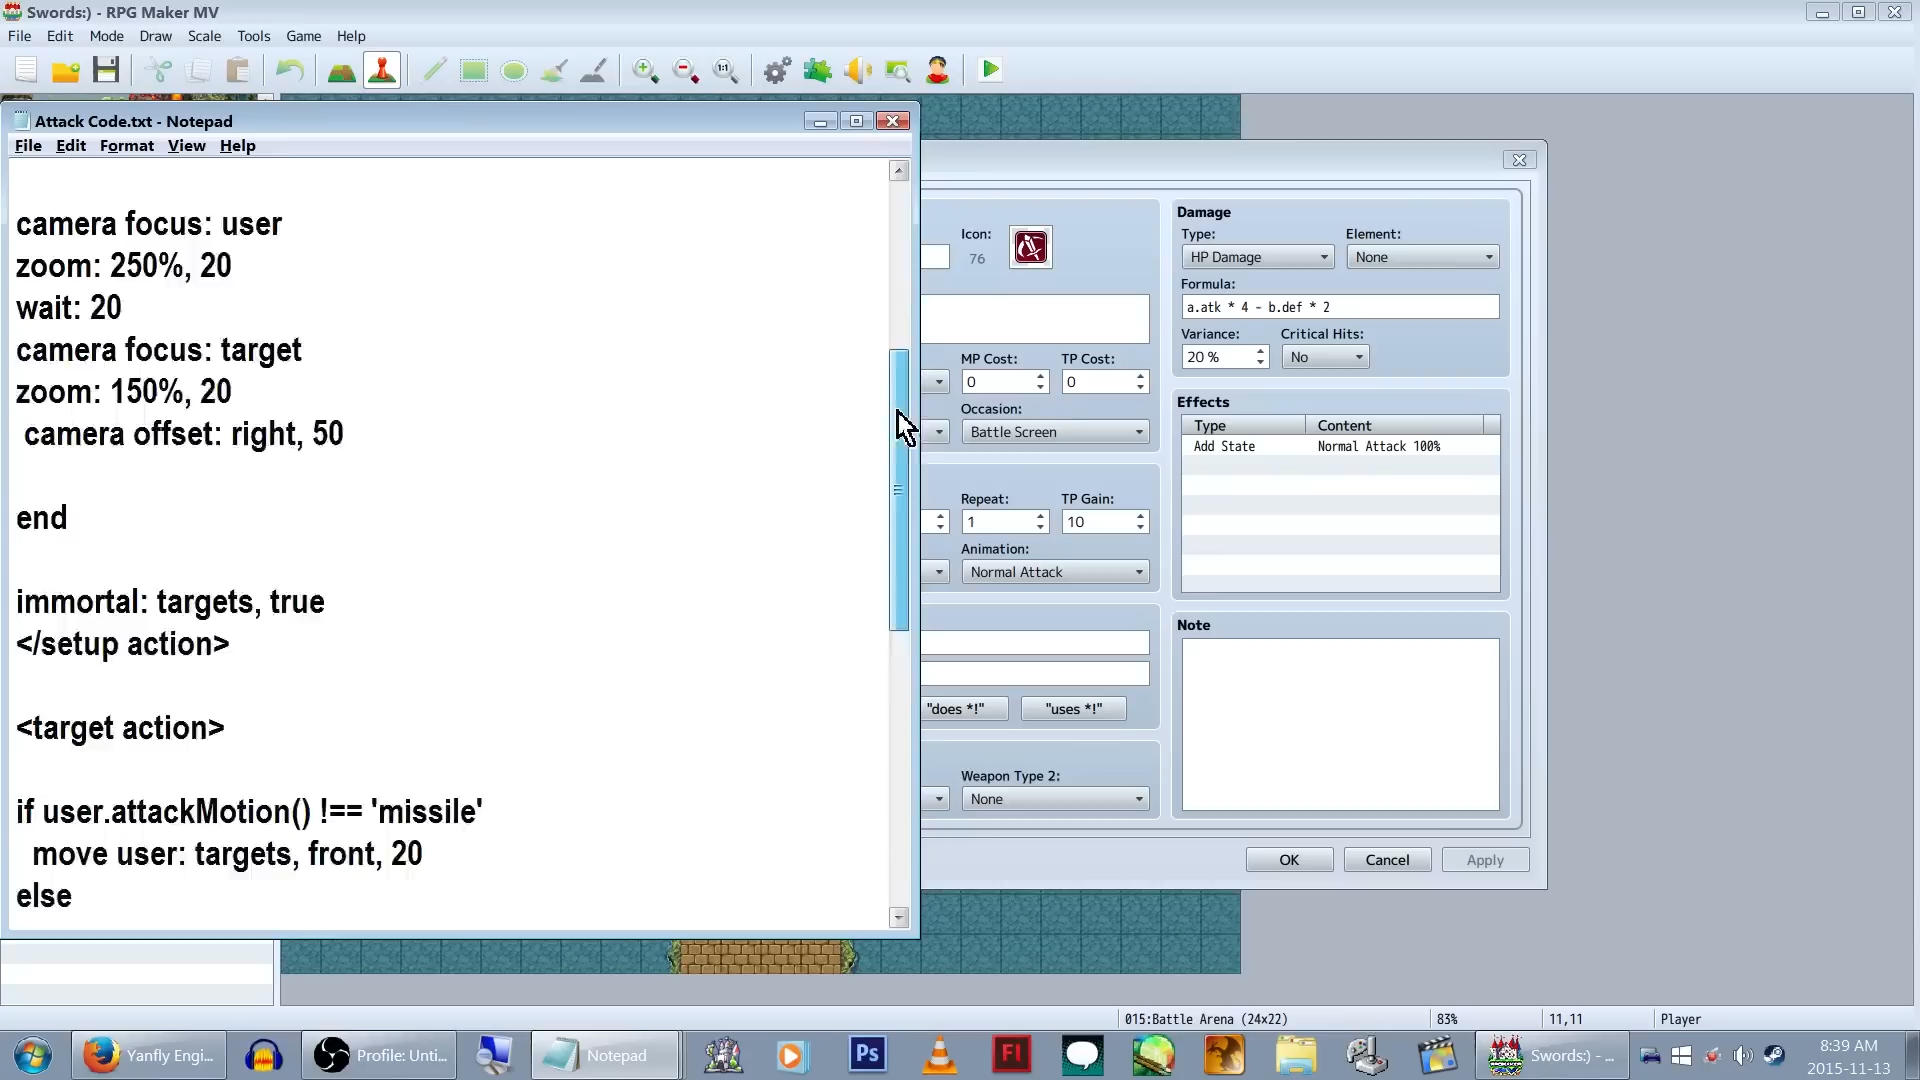 Swords:) - RPG Maker MV
File Edit Mode Draw Scale Tools Game Help
1:1
Attack Code.txt - Notepad
File Edit Format View Help
camera focus: user
zoom: 250%, 20
wait: 20
camera focus: target
zoom: 150%, 20
camera offset: right, 50
end
immortal: targets, true
</setup action>
<target action>
if user.attackMotion() !== 'missile'
move user: targets, front, 20
else
Icon:
76
MP Cost: TP Cost:
0 0
Occasion:
Battle Screen
Repeat: TP Gain:
1 10
Animation:
Normal Attack
"does *!" "uses *!"
Weapon Type 2:
None
Damage
Type: Element:
HP Damage None
Formula:
a.atk * 4 - b.def * 2
Variance: Critical Hits:
20 % No
Effects
Type Content
Add State Normal Attack 100%
Note
OK Cancel Apply
015:Battle Arena (24x22) 83% 11,11 Player
Yanfly Engi... Profile: Unti... Notepad Ps Fl Swords:) - ... 8:39 AM
2015-11-13